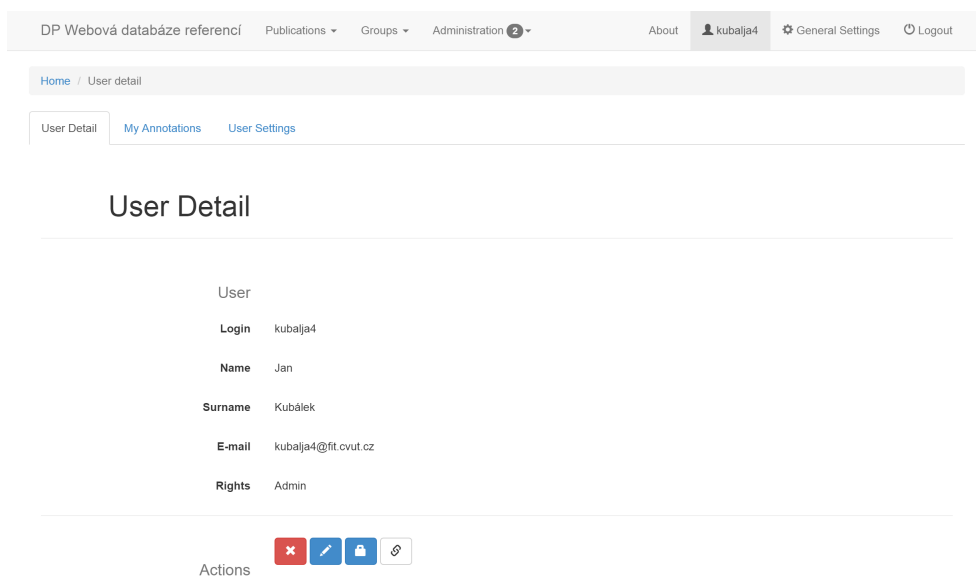 DP Webová databáze referencí Publications Groups Administration 2 About kubalja4 General Settings Logout
Home / User detail
User Detail My Annotations User Settings
User Detail
User
Login kubalja4
Name Jan
Surname Kubálek
E-mail kubalja4@fit.cvut.cz
Rights Admin
Actions